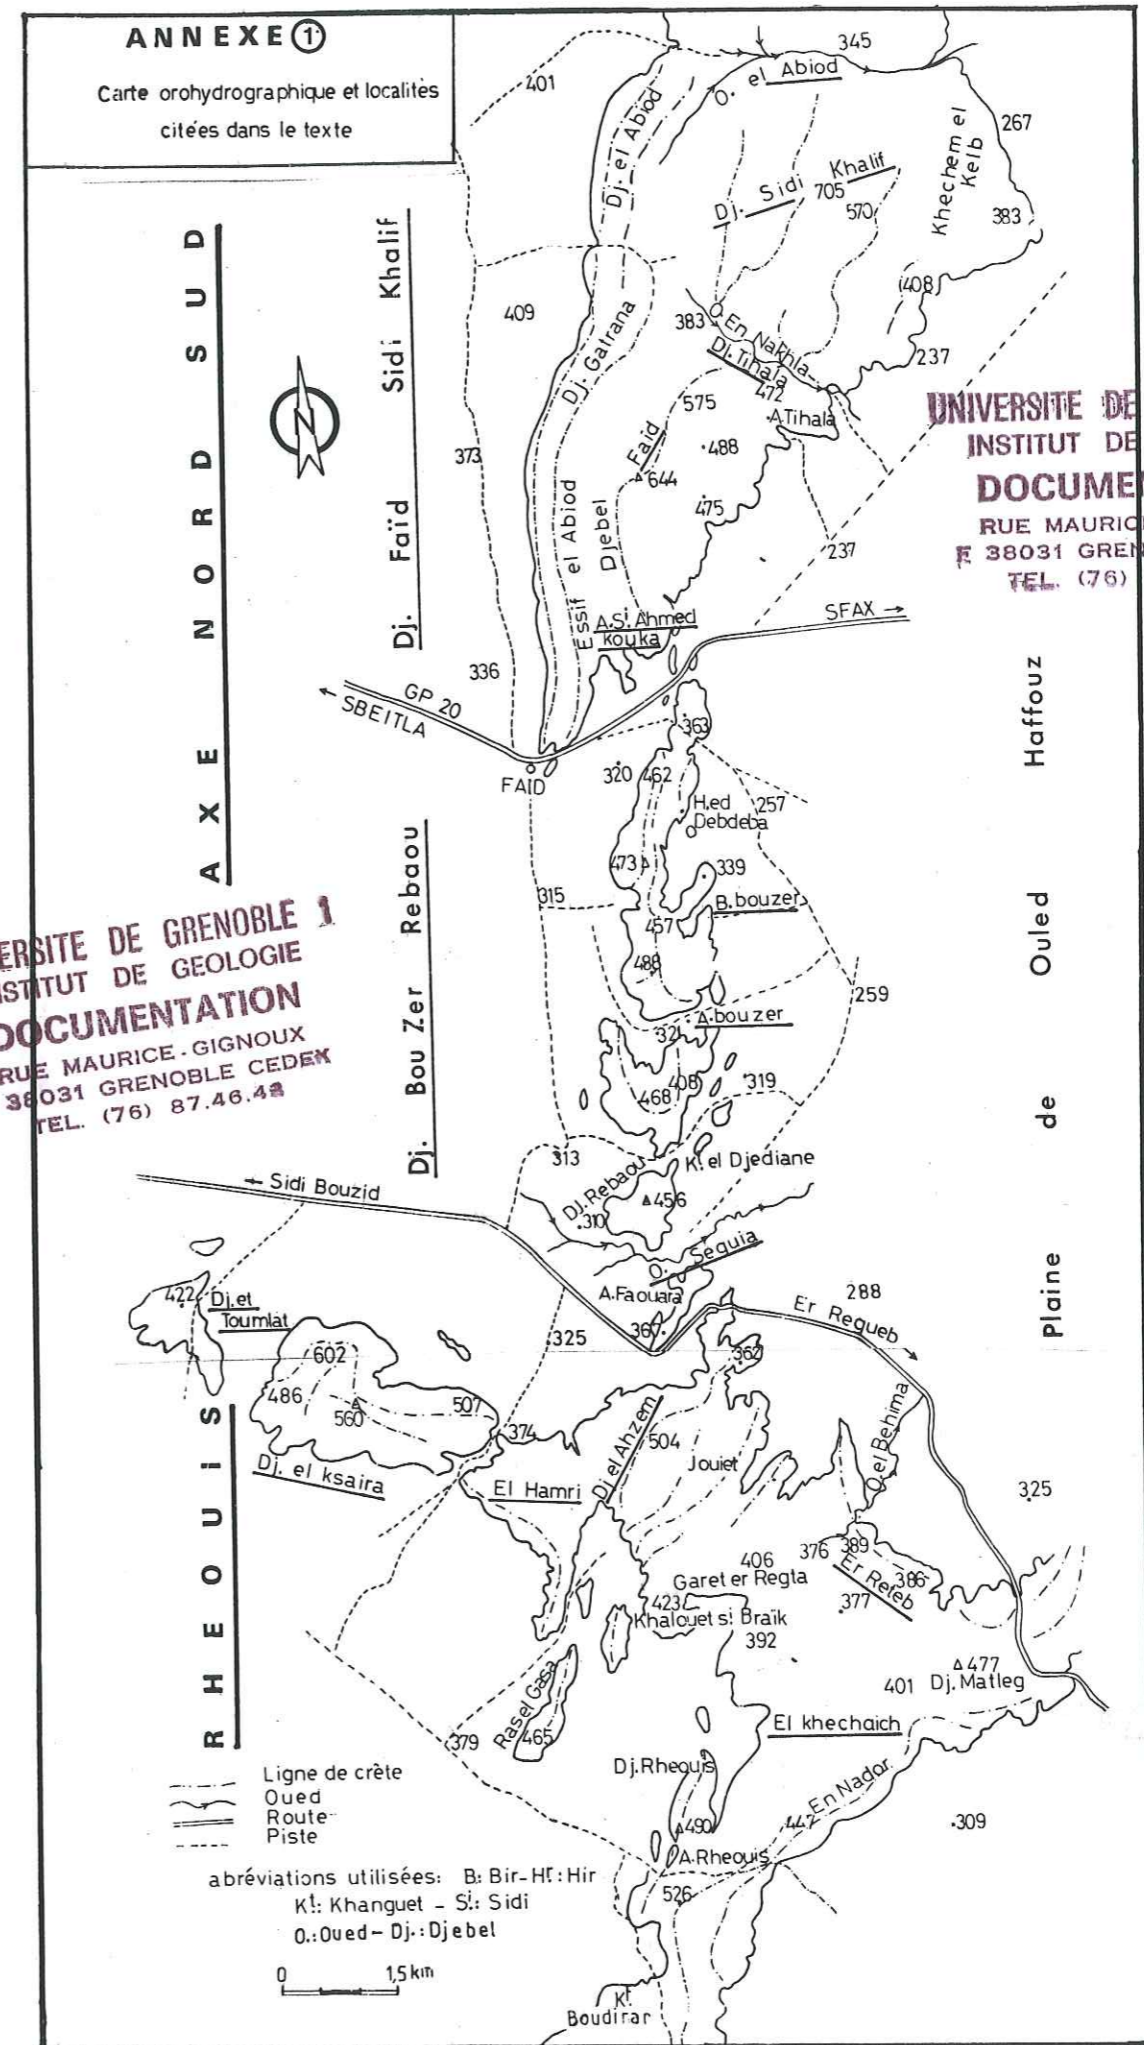 ANNEXE 1
Carte orohydrographique et localités
citées dans le texte
401
345
O. el Abiod
267
Dj. el Abiod
Khechem el
Kelb
Dj. Sidi Khalif
705
570
383
408
409
Dj. Gatrana
383
O. En Nakhla
237
Dj. Tihala
472
575
A.Tihala
Faid
488
644
373
475
Essif el Abiod
Djebel
237
A.Si Ahmed
Kouka
SFAX
336
GP 20
SBEITLA
363
FAID
320
462
H.ed
Debdeba
257
473
339
315
B.bouzer
457
488
259
A.bouzer
321
408
319
468
313
Kt el Djediane
Dj.Rebaou
456
310
Sidi Bouzid
O. Sequia
A.Faouara
288
422
Dj.et
Toumlat
367
Er Regueb
325
362
602
486
560
507
374
Dj el Ahzem
504
Jouiet
O.el Behima
Dj. el ksaira
El Hamri
325
376
389
406
Er Reteb
386
Garet er Regta
377
423
Khalouet si Braïk
392
477
401
Dj.Matleg
Ras el Gasa
379
465
El khechaich
Dj.Rheouis
En Nador
490
447
309
A.Rheouis
526
Kt
Boudirar
AXE NORD SUD
Dj. Faïd Sidi Khalif
Dj. Bou Zer Rebaou
RHEOUIS
Plaine de Ouled Haffouz
N
UNIVERSITE DE
INSTITUT DE
DOCUME
RUE MAURIC
F 38031 GREN
TEL. (76)
ERSITE DE GRENOBLE 1
STITUT DE GEOLOGIE
DOCUMENTATION
RUE MAURICE-GIGNOUX
38031 GRENOBLE CEDEX
TEL. (76) 87.46.43
Ligne de crète
Oued
Route
Piste
abréviations utilisées: B: Bir-Hr: Hir
Kt: Khanguet - Si: Sidi
O.:Oued- Dj.: Djebel
0 1,5 km